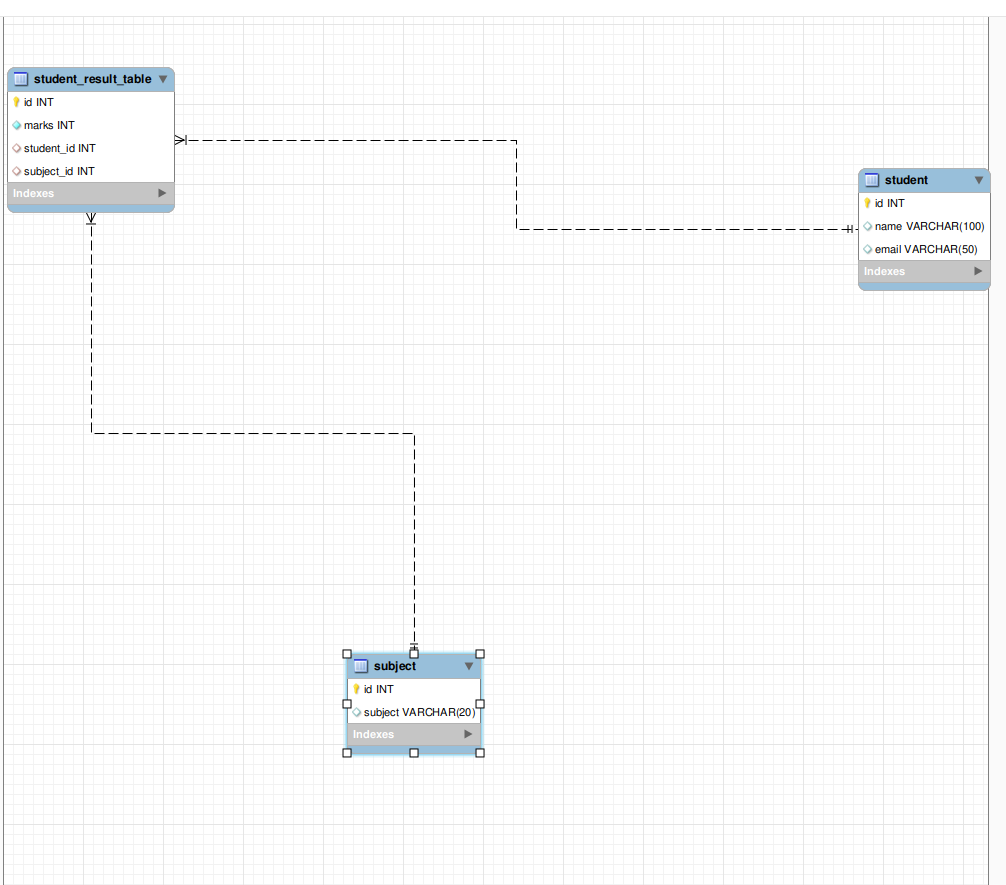 student_result_table
id INT
marks INT
student_id INT
subject_id INT
Indexes
student
id INT
name VARCHAR(100)
email VARCHAR(50)
Indexes
subject
id INT
subject VARCHAR(20)
Indexes